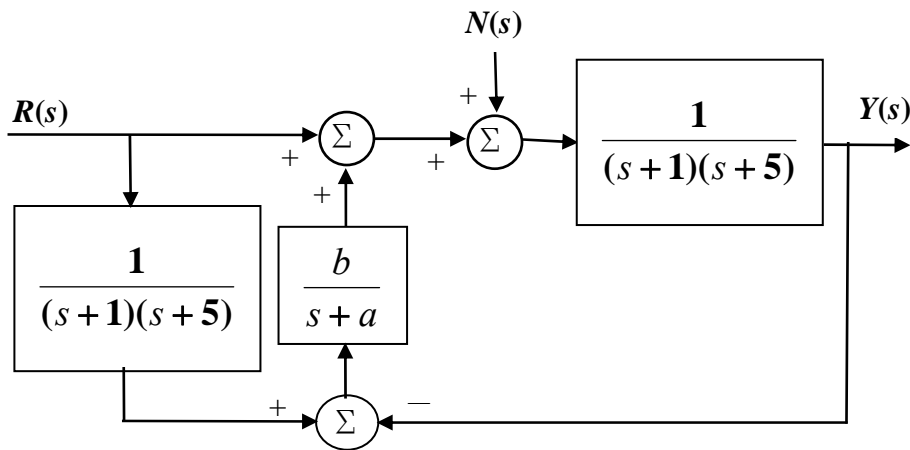 N(s)
R(s)
Y(s)
+
Σ
+
+
Σ
+
+
1
(s+1)(s+5)
1
(s+1)(s+5)
b
s+a
+
Σ
—